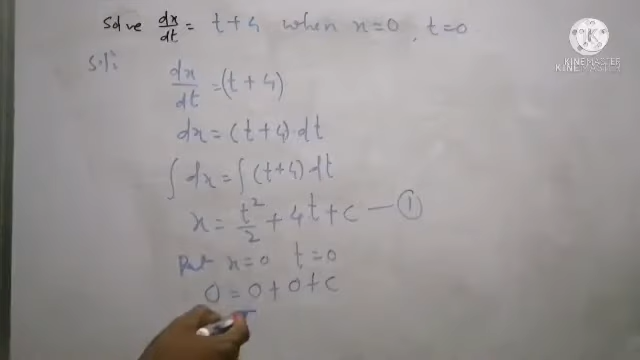 Solve dx/dt = t + 4 when x=0, t=0
Sol:
dx/dt = (t + 4)
dx = (t + 4) · dt
∫ dx = ∫ (t+4) dt
x = t²/2 + 4t + c — ①
Put x=0 t=0
0 = 0 + 0 + c
KINEMASTER
KINEMASTER